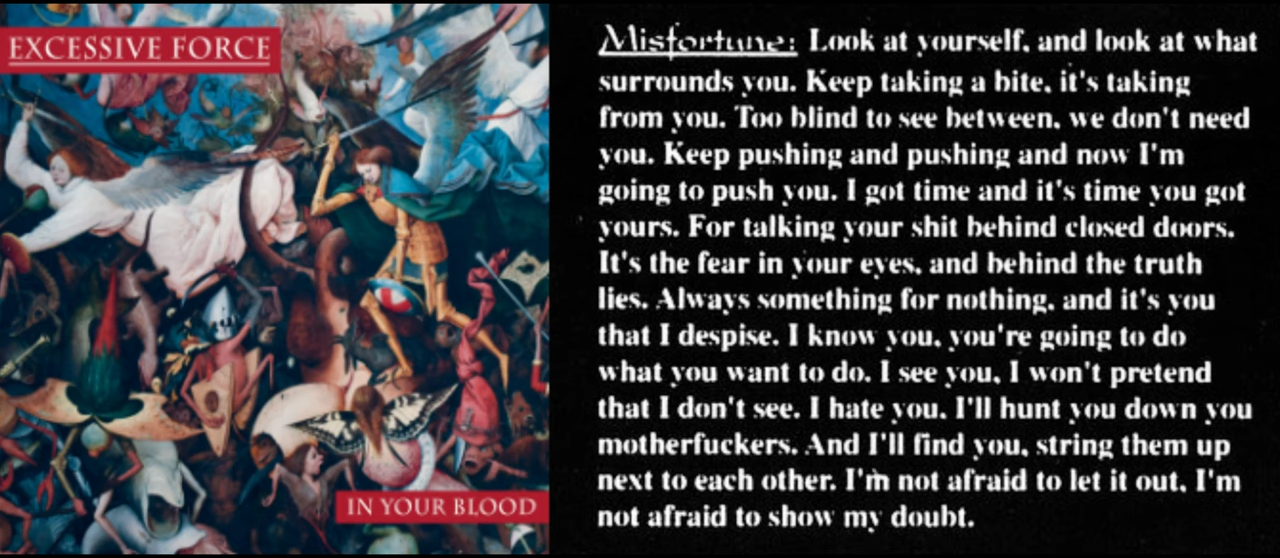 EXCESSIVE FORCE
IN YOUR BLOOD
Misfortune: Look at yourself, and look at what
surrounds you. Keep taking a bite, it's taking
from you. Too blind to see between, we don't need
you. Keep pushing and pushing and now I'm
going to push you. I got time and it's time you got
yours. For talking your shit behind closed doors.
It's the fear in your eyes, and behind the truth
lies. Always something for nothing, and it's you
that I despise. I know you, you're going to do
what you want to do. I see you, I won't pretend
that I don't see. I hate you. I'll hunt you down you
motherfuckers. And I'll find you, string them up
next to each other. I'm not afraid to let it out, I'm
not afraid to show my doubt.